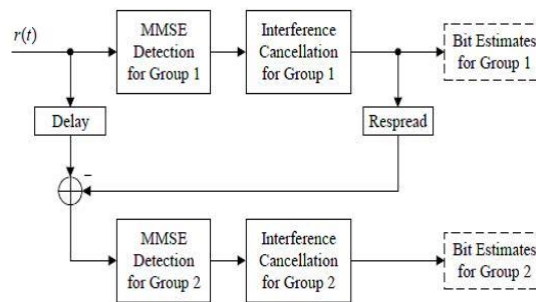 r(t)
MMSE
Detection
for Group 1
Interference
Cancellation
for Group 1
Bit Estimates
for Group 1
Delay
Respread
–
MMSE
Detection
for Group 2
Interference
Cancellation
for Group 2
Bit Estimates
for Group 2